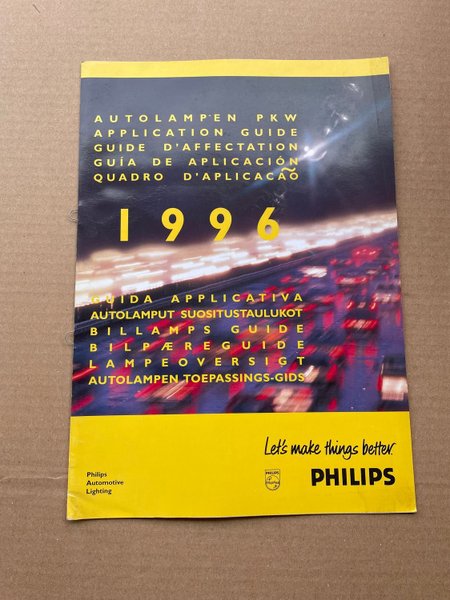 AUTOLAMPEN PKW
APPLICATION GUIDE
GUIDE D'AFFECTATION
GUÍA DE APLICACIÓN
QUADRO D'APLICACAÕ
1996
GUIDA APPLICATIVA
AUTOLAMPUT SUOSITUSTAULUKOT
BILLAMPS GUIDE
BILPÆREGUIDE
LAMPEOVERSIGT
AUTOLAMPEN TOEPASSINGS-GIDS
Let's make things better.
Philips
Automotive
Lighting
PHILIPS
PHILIPS